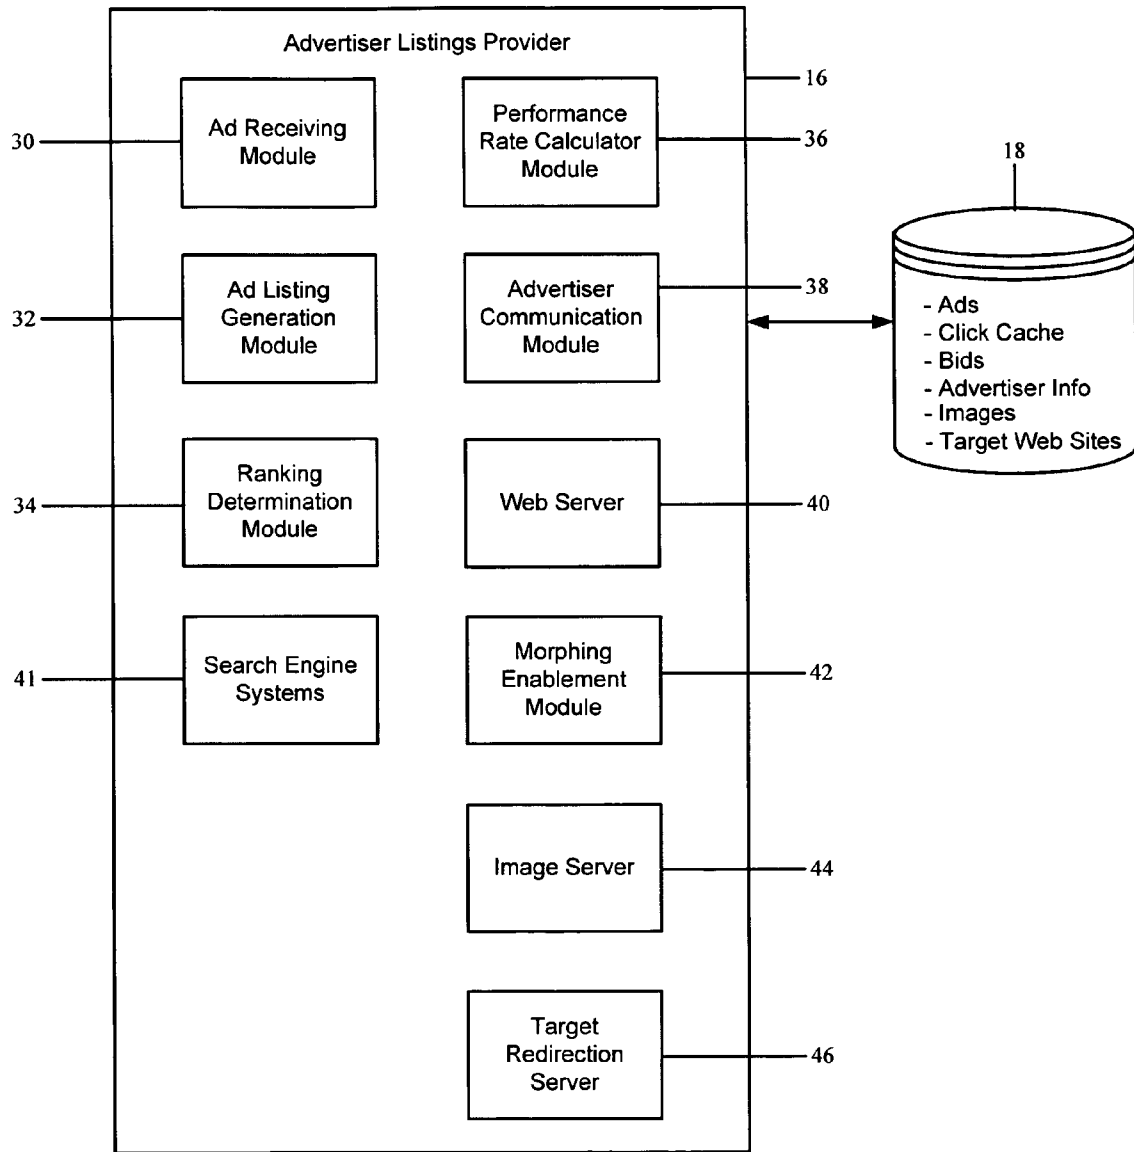 Advertiser Listings Provider
16
30
Ad Receiving
Module
Performance
Rate Calculator
Module
36
18
32
Ad Listing
Generation
Module
Advertiser
Communication
Module
38
- Ads
- Click Cache
- Bids
- Advertiser Info
- Images
- Target Web Sites
34
Ranking
Determination
Module
Web Server
40
41
Search Engine
Systems
Morphing
Enablement
Module
42
Image Server
44
Target
Redirection
Server
46